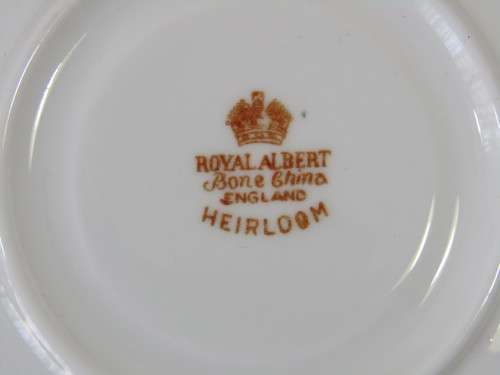 ROYAL ALBERT
Bone China
ENGLAND
HEIRLOOM